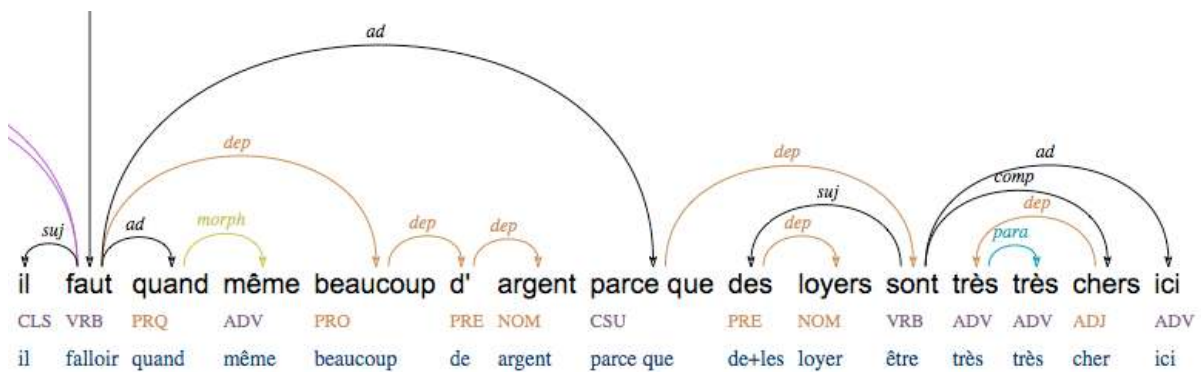 ad
dep
dep
ad
suj
comp
suj
ad
morph
dep
dep
dep
dep
para
il faut quand même beaucoup d' argent parce que des loyers sont très très chers ici
CLS VRB PRQ ADV PRO PRE NOM CSU PRE NOM VRB ADV ADV ADJ ADV
il falloir quand même beaucoup de argent parce que de+les loyer être très très cher ici